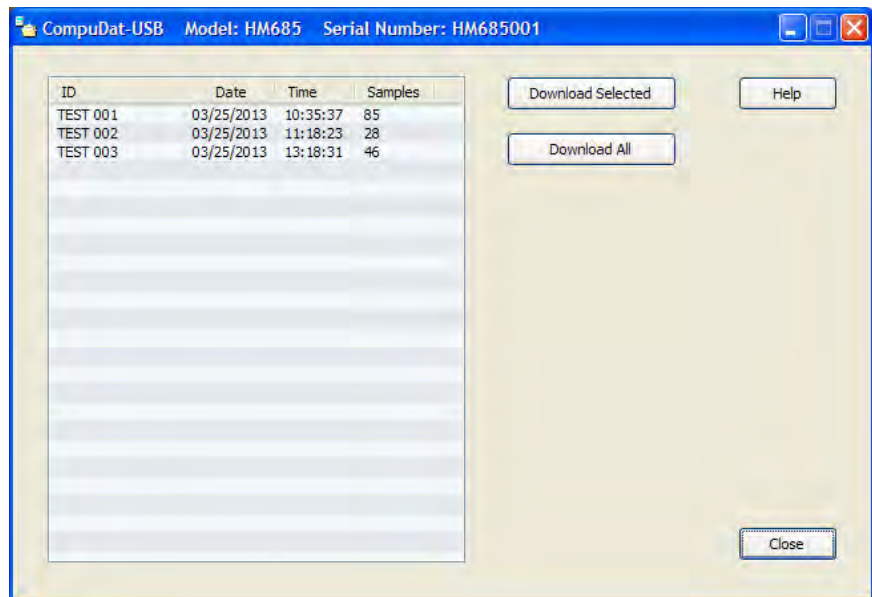 CompuDat-USB Model: HM685 Serial Number: HM685001
ID Date Time Samples
TEST 001 03/25/2013 10:35:37 85
TEST 002 03/25/2013 11:18:23 28
TEST 003 03/25/2013 13:18:31 46
Download Selected
Help
Download All
Close